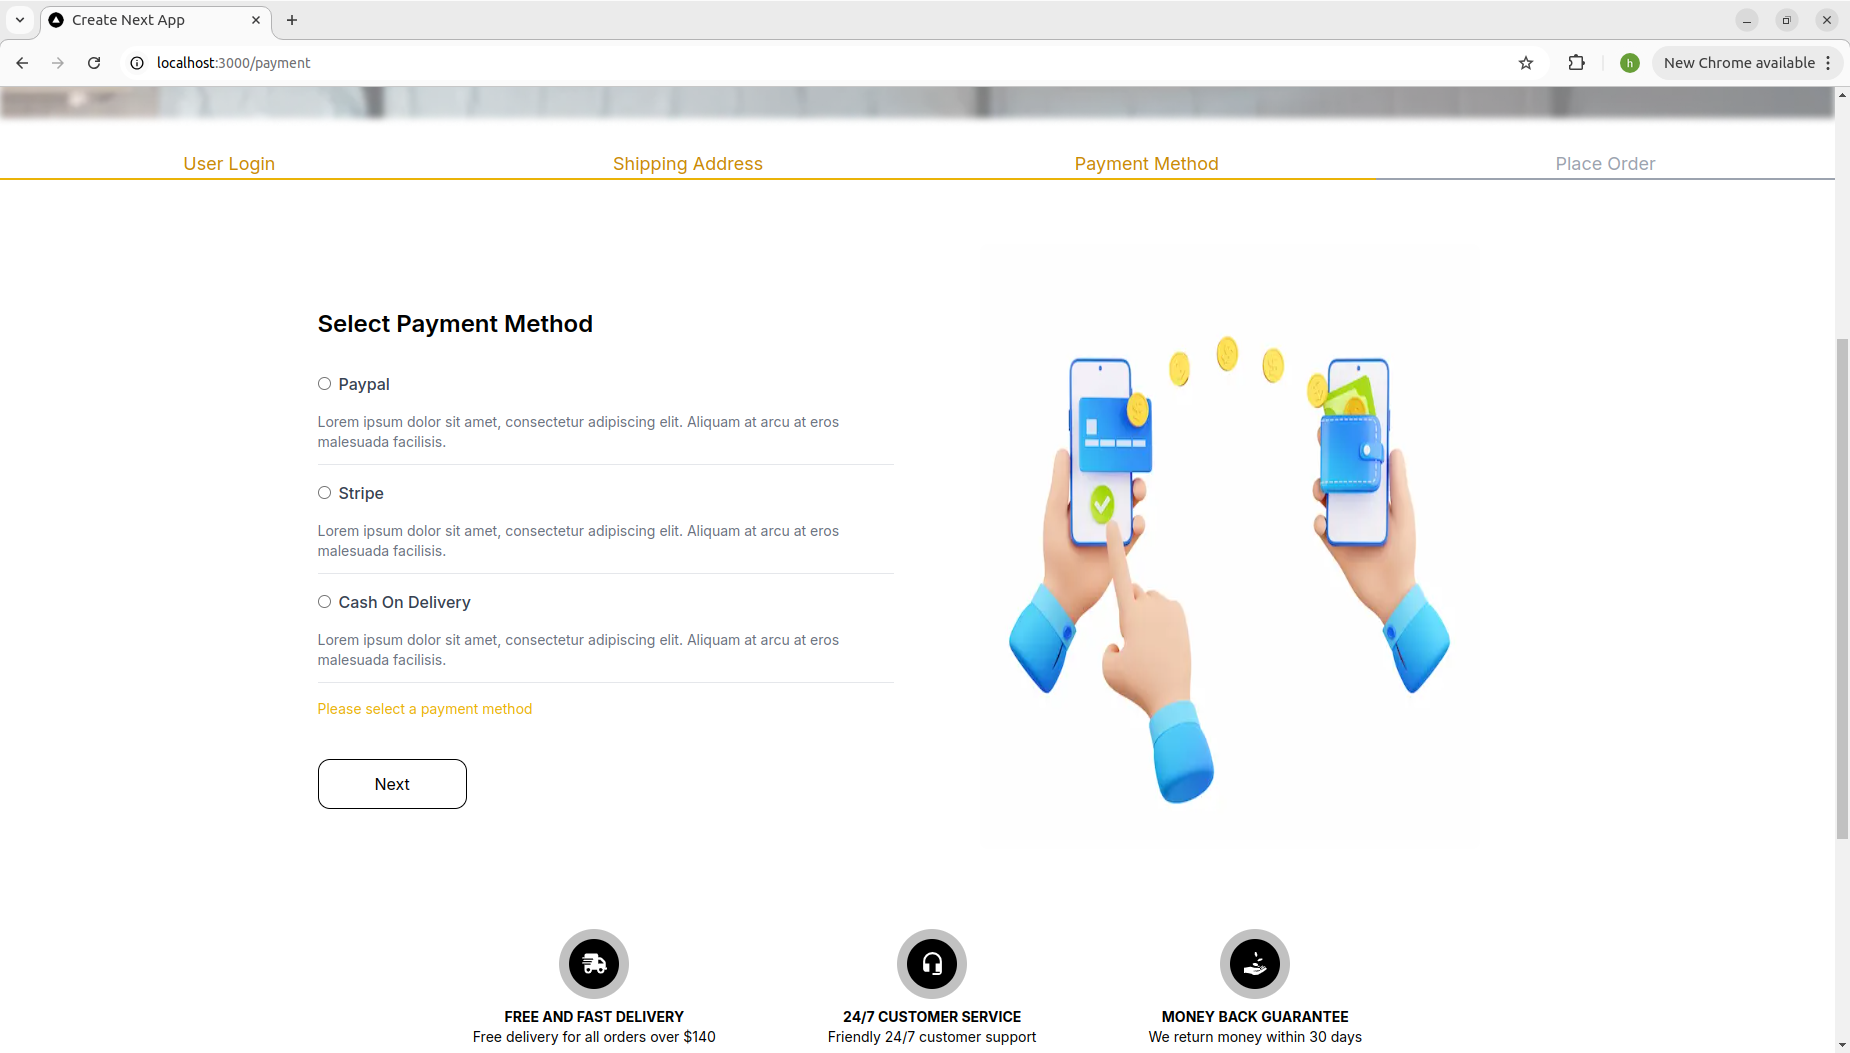 Create Next App
localhost:3000/payment
h
New Chrome available
User Login
Shipping Address
Payment Method
Place Order
Select Payment Method
Paypal
Lorem ipsum dolor sit amet, consectetur adipiscing elit. Aliquam at arcu at eros
malesuada facilisis.
Stripe
Lorem ipsum dolor sit amet, consectetur adipiscing elit. Aliquam at arcu at eros
malesuada facilisis.
Cash On Delivery
Lorem ipsum dolor sit amet, consectetur adipiscing elit. Aliquam at arcu at eros
malesuada facilisis.
Please select a payment method
Next
FREE AND FAST DELIVERY
Free delivery for all orders over $140
24/7 CUSTOMER SERVICE
Friendly 24/7 customer support
MONEY BACK GUARANTEE
We return money within 30 days